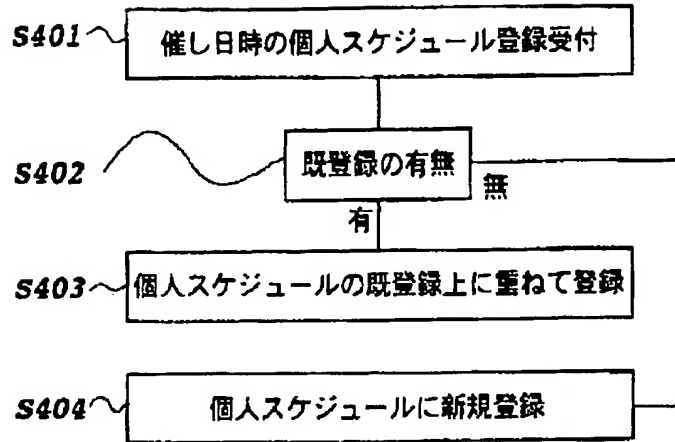 S401 催し日時の個人スケジュール登録受付
S402 既登録の有無
無
有
S403 個人スケジュールの既登録上に重ねて登録
S404 個人スケジュールに新規登録